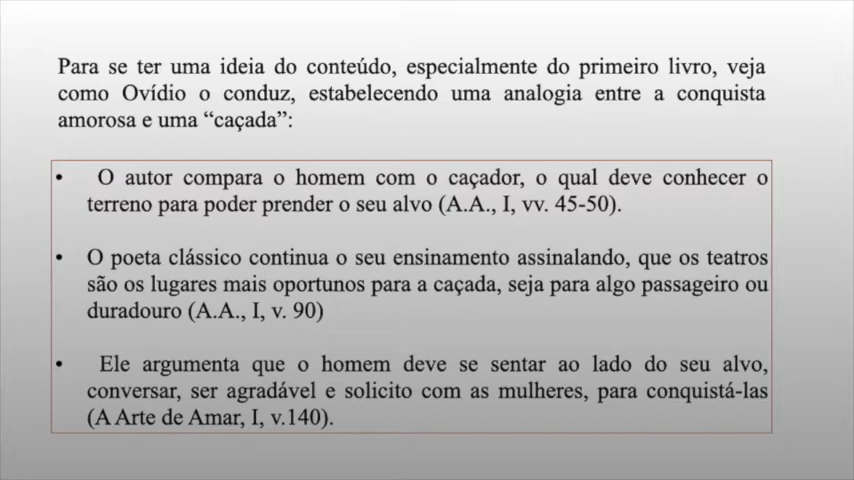 Para se ter uma ideia do conteúdo, especialmente do primeiro livro, veja
como Ovídio o conduz, estabelecendo uma analogia entre a conquista
amorosa e uma “caçada”:
• O autor compara o homem com o caçador, o qual deve conhecer o
terreno para poder prender o seu alvo (A.A., I, vv. 45-50).
• O poeta clássico continua o seu ensinamento assinalando, que os teatros
são os lugares mais oportunos para a caçada, seja para algo passageiro ou
duradouro (A.A., I, v. 90)
• Ele argumenta que o homem deve se sentar ao lado do seu alvo,
conversar, ser agradável e solicito com as mulheres, para conquistá-las
(A Arte de Amar, I, v.140).